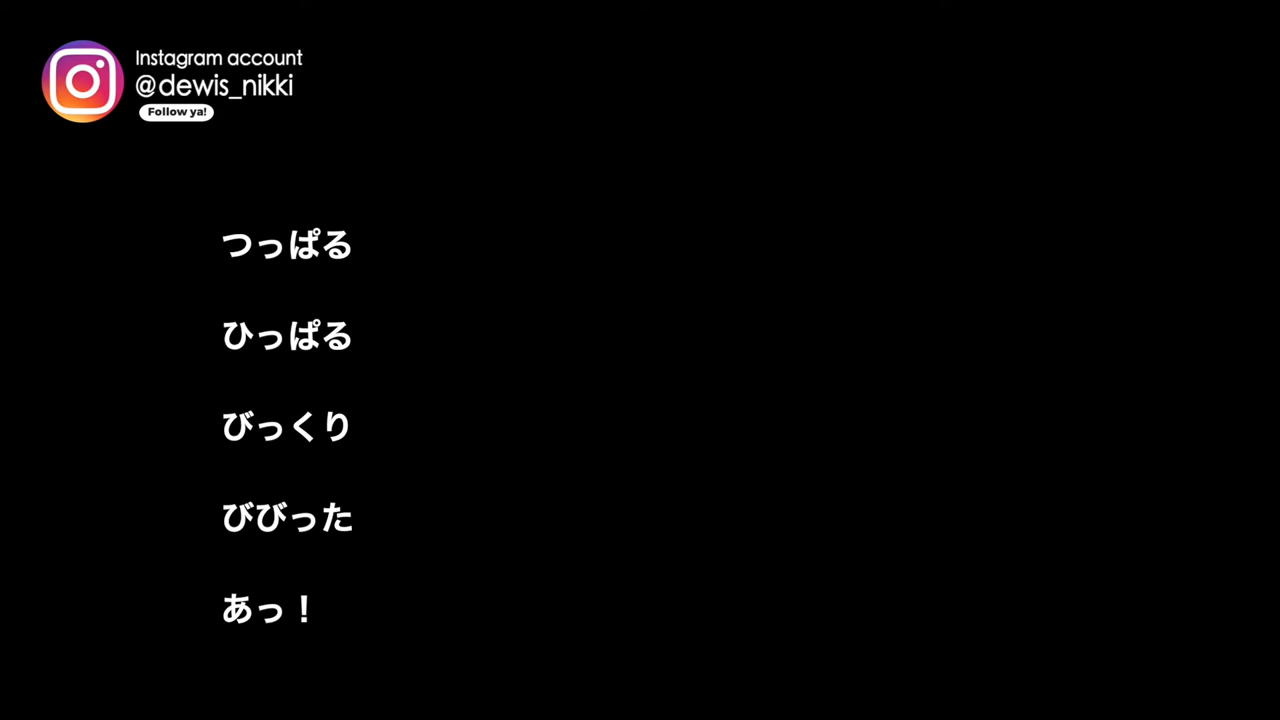 Instagram account
@dewis_nikki
Follow ya!
つっぱる
ひっぱる
びっくり
びびった
あっ！